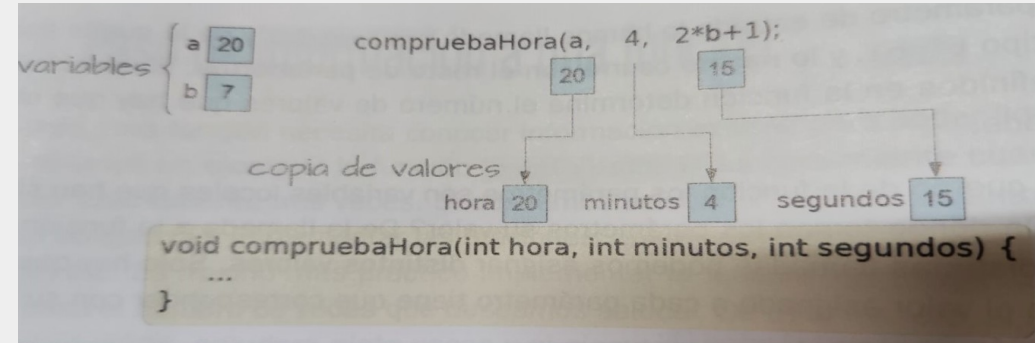 a 20 compruebaHora(a, 4, 2*b+1);
variables
20 15
b 7
copia de valores
hora 20 minutos 4 segundos 15
void compruebaHora(int hora, int minutos, int segundos) {
...
}